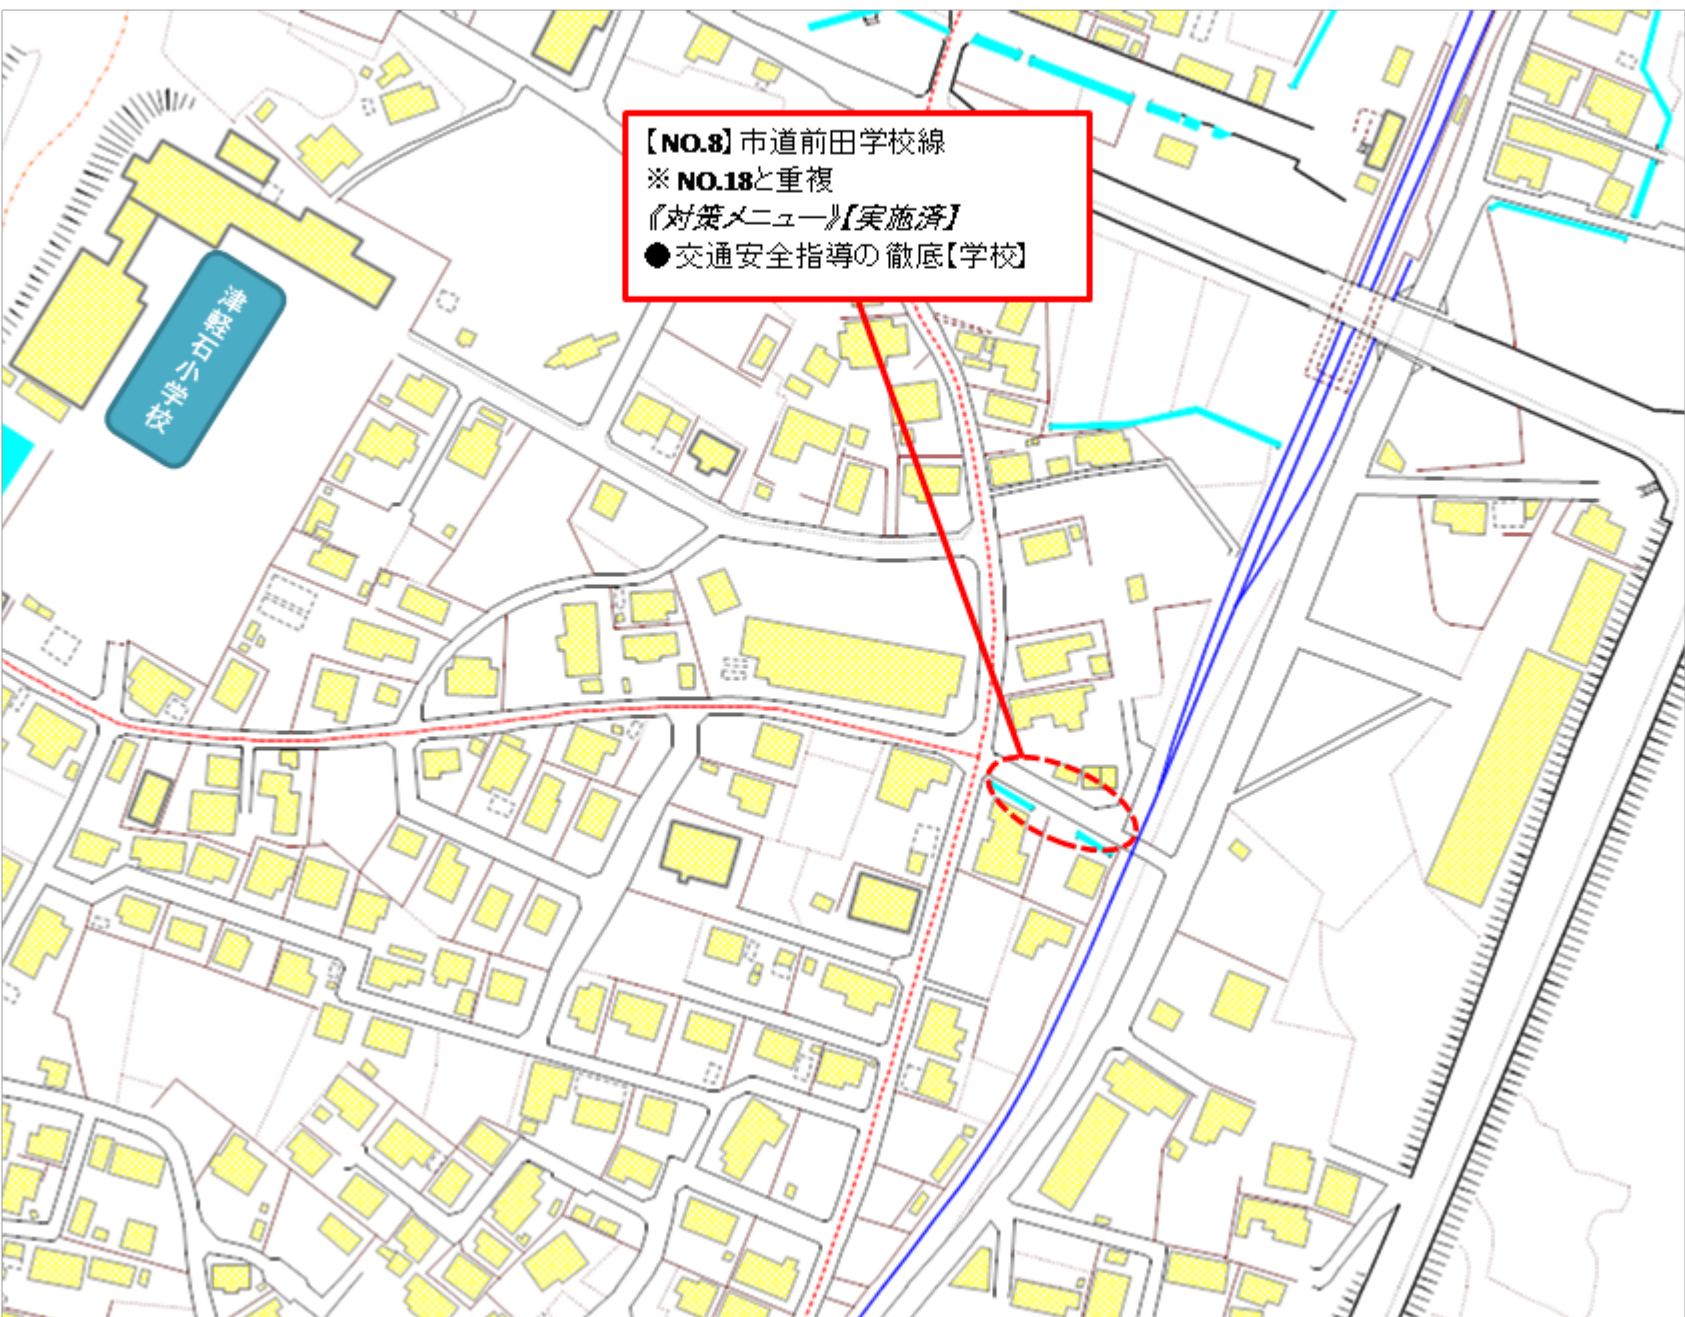 【NO.8】市道前田学校線
※NO.18と重複
《対策メニュー》【実施済】
●交通安全指導の徹底【学校】
津軽石小学校